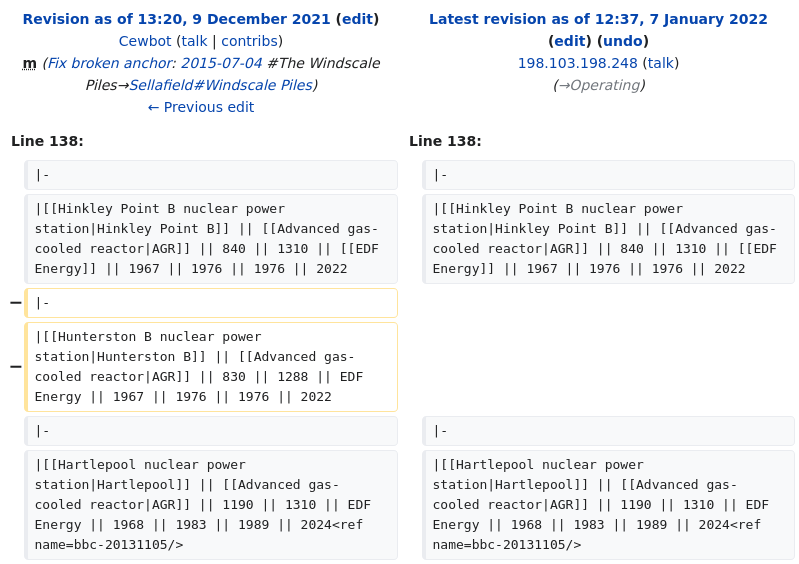 Revision as of 13:20, 9 December 2021 (edit)
Cewbot (talk | contribs)
m (Fix broken anchor: 2015-07-04 #The Windscale
Piles→Sellafield#Windscale Piles)
← Previous edit
Latest revision as of 12:37, 7 January 2022
(edit) (undo)
198.103.198.248 (talk)
(→Operating)
Line 138:
Line 138:
|-
|-
|[[Hinkley Point B nuclear power
station|Hinkley Point B]] || [[Advanced gas-
cooled reactor|AGR]] || 840 || 1310 || [[EDF
Energy]] || 1967 || 1976 || 1976 || 2022
|[[Hinkley Point B nuclear power
station|Hinkley Point B]] || [[Advanced gas-
cooled reactor|AGR]] || 840 || 1310 || [[EDF
Energy]] || 1967 || 1976 || 1976 || 2022
− |-
− |[[Hunterston B nuclear power
station|Hunterston B]] || [[Advanced gas-
cooled reactor|AGR]] || 830 || 1288 || EDF
Energy || 1967 || 1976 || 1976 || 2022
|-
|-
|[[Hartlepool nuclear power
station|Hartlepool]] || [[Advanced gas-
cooled reactor|AGR]] || 1190 || 1310 || EDF
Energy || 1968 || 1983 || 1989 || 2024<ref
name=bbc-20131105/>
|[[Hartlepool nuclear power
station|Hartlepool]] || [[Advanced gas-
cooled reactor|AGR]] || 1190 || 1310 || EDF
Energy || 1968 || 1983 || 1989 || 2024<ref
name=bbc-20131105/>